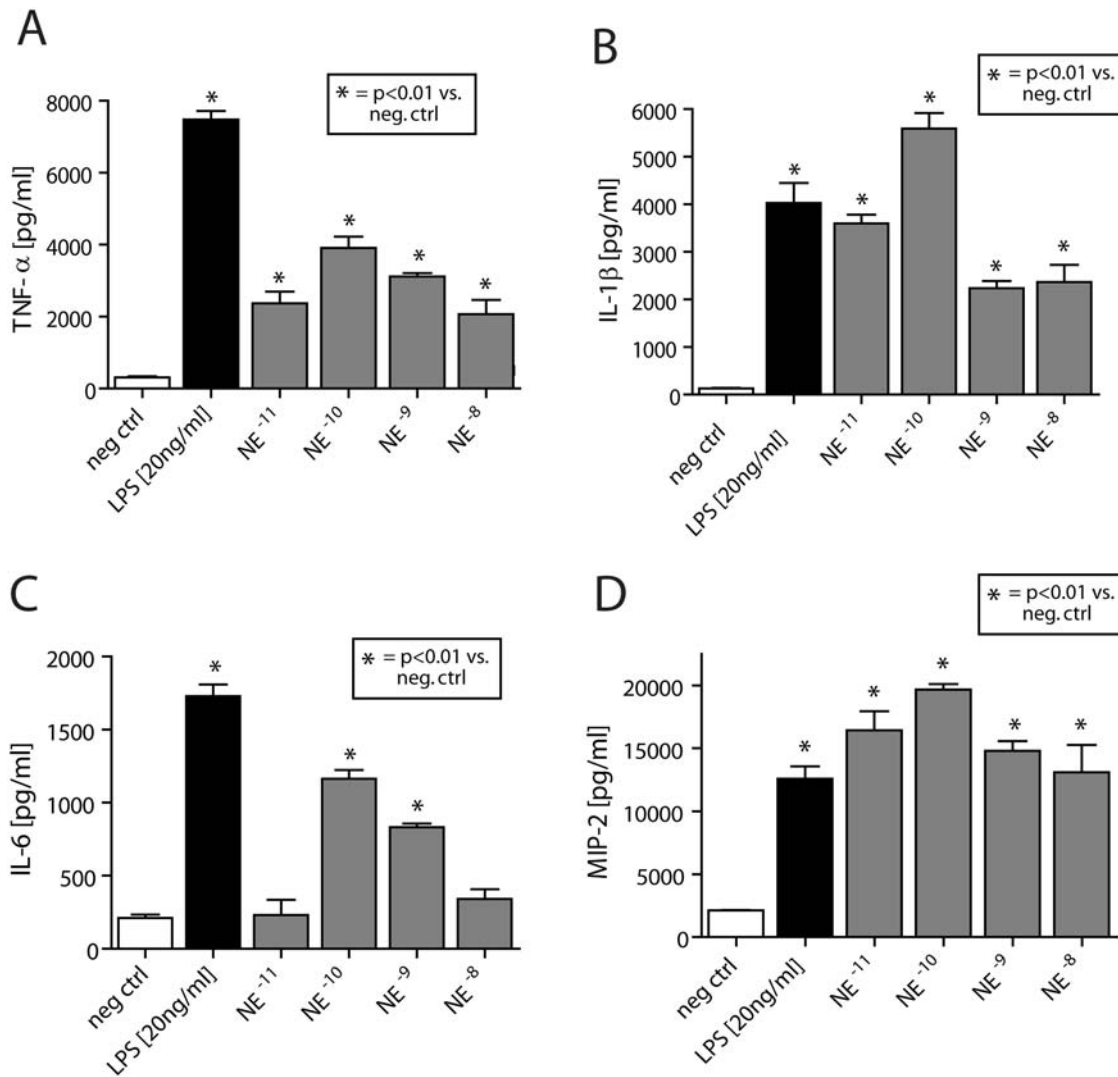 A
* = p<0.01 vs.
neg. ctrl
TNF- α [pg/ml]
8000
6000
4000
2000
0
*
*
*
*
*
neg ctrl
LPS [20ng/ml]
NE -11
NE -10
NE -9
NE -8
B
* = p<0.01 vs.
neg. ctrl
IL-1β [pg/ml]
6000
5000
4000
3000
2000
1000
0
*
*
*
*
*
neg ctrl
LPS [20ng/ml]
NE -11
NE -10
NE -9
NE -8
C
* = p<0.01 vs.
neg. ctrl
IL-6 [pg/ml]
2000
1500
1000
500
0
*
*
*
neg ctrl
LPS [20ng/ml]
NE -11
NE -10
NE -9
NE -8
D
* = p<0.01 vs.
neg. ctrl
MIP-2 [pg/ml]
20000
15000
10000
5000
0
*
*
*
*
*
neg ctrl
LPS [20ng/ml]
NE -11
NE -10
NE -9
NE -8